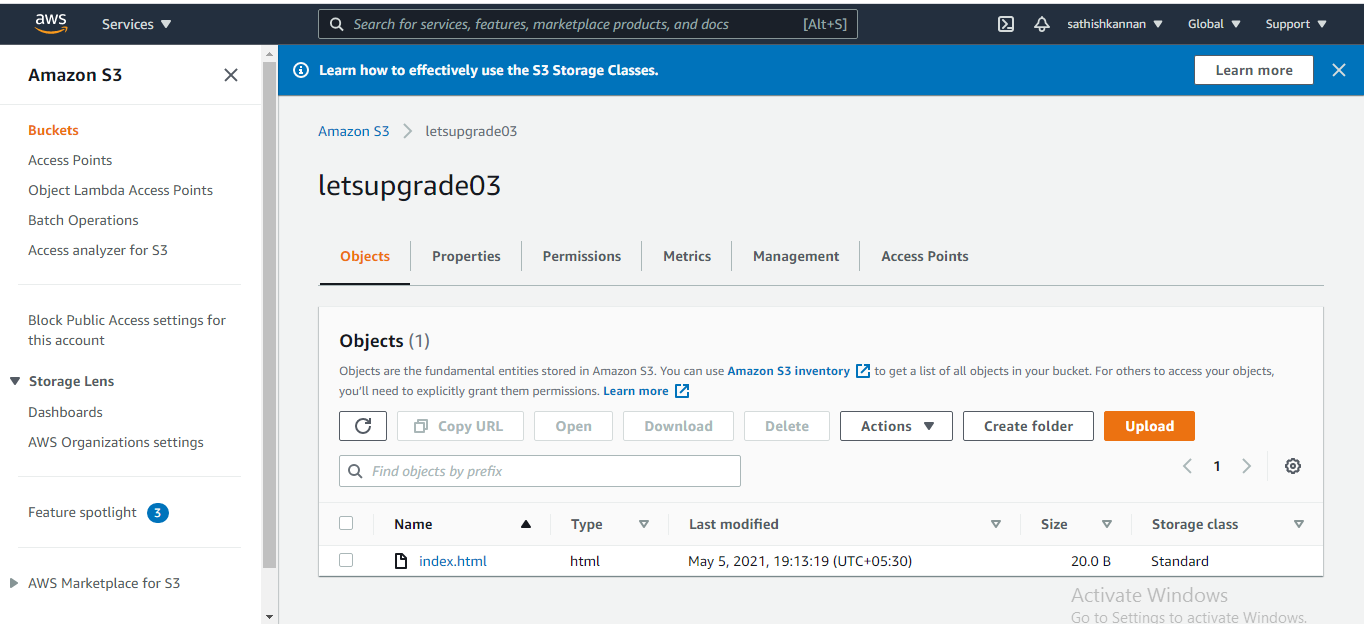 aws Services Search for services, features, marketplace products, and docs [Alt+S] sathishkannan Global Support
Amazon S3
Buckets
Access Points
Object Lambda Access Points
Batch Operations
Access analyzer for S3
Block Public Access settings for
this account
Storage Lens
Dashboards
AWS Organizations settings
Feature spotlight 3
AWS Marketplace for S3
Learn how to effectively use the S3 Storage Classes. Learn more
Amazon S3 letsupgrade03
letsupgrade03
Objects Properties Permissions Metrics Management Access Points
Objects (1)
Objects are the fundamental entities stored in Amazon S3. You can use Amazon S3 inventory to get a list of all objects in your bucket. For others to access your objects,
you'll need to explicitly grant them permissions. Learn more
Copy URL Open Download Delete Actions Create folder Upload
Find objects by prefix 1
Name Type Last modified Size Storage class
index.html html May 5, 2021, 19:13:19 (UTC+05:30) 20.0 B Standard
Activate Windows
Go to Settings to activate Windows.